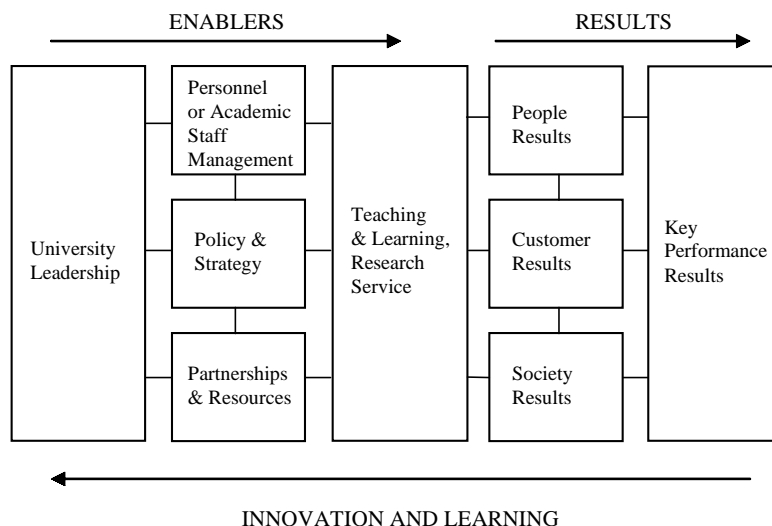 ENABLERS
RESULTS
University
Leadership
Personnel
or Academic
Staff
Management
Policy &
Strategy
Partnerships
& Resources
Teaching
& Learning,
Research
Service
People
Results
Customer
Results
Society
Results
Key
Performance
Results
INNOVATION AND LEARNING